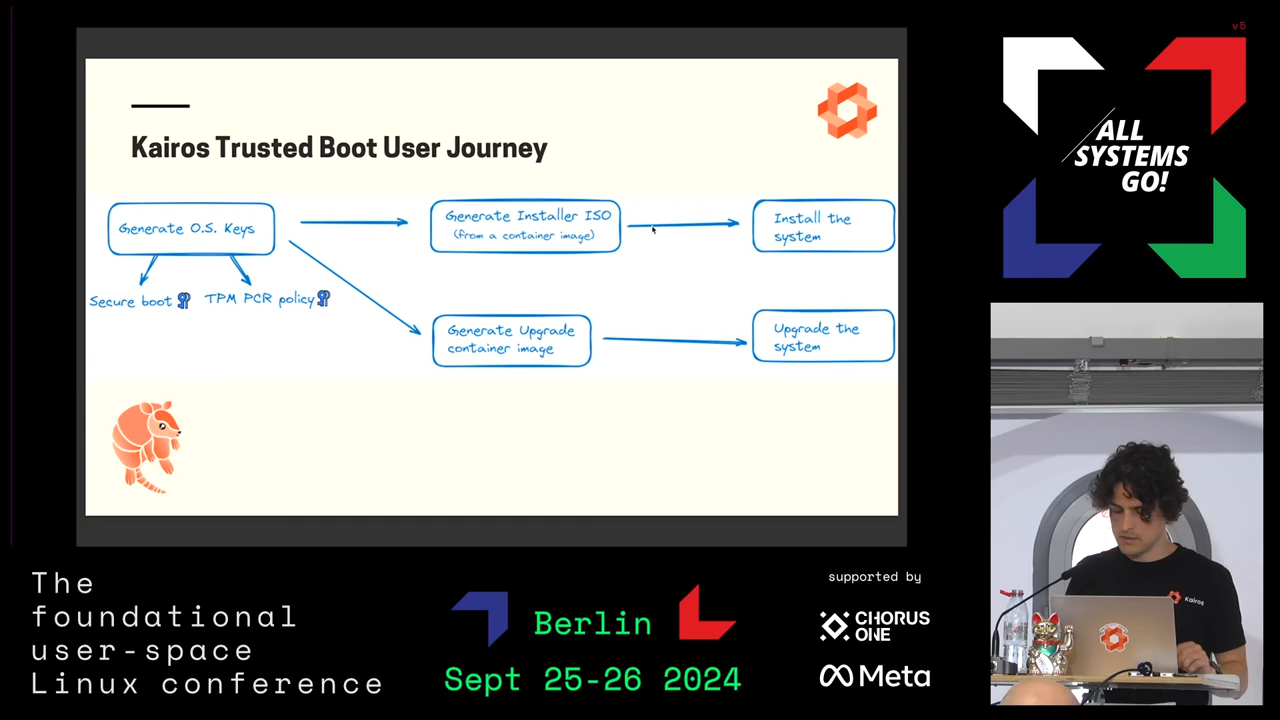 Kairos Trusted Boot User Journey
Generate O.S. Keys
Secure boot
TPM PCR policy
Generate Installer ISO
(from a container image)
Install the
system
Generate Upgrade
container image
Upgrade the
system
v5
ALL
SYSTEMS
GO!
Kairos
The
foundational
user-space
Linux conference
Berlin
Sept 25-26 2024
supported by
CHORUS
ONE
Meta